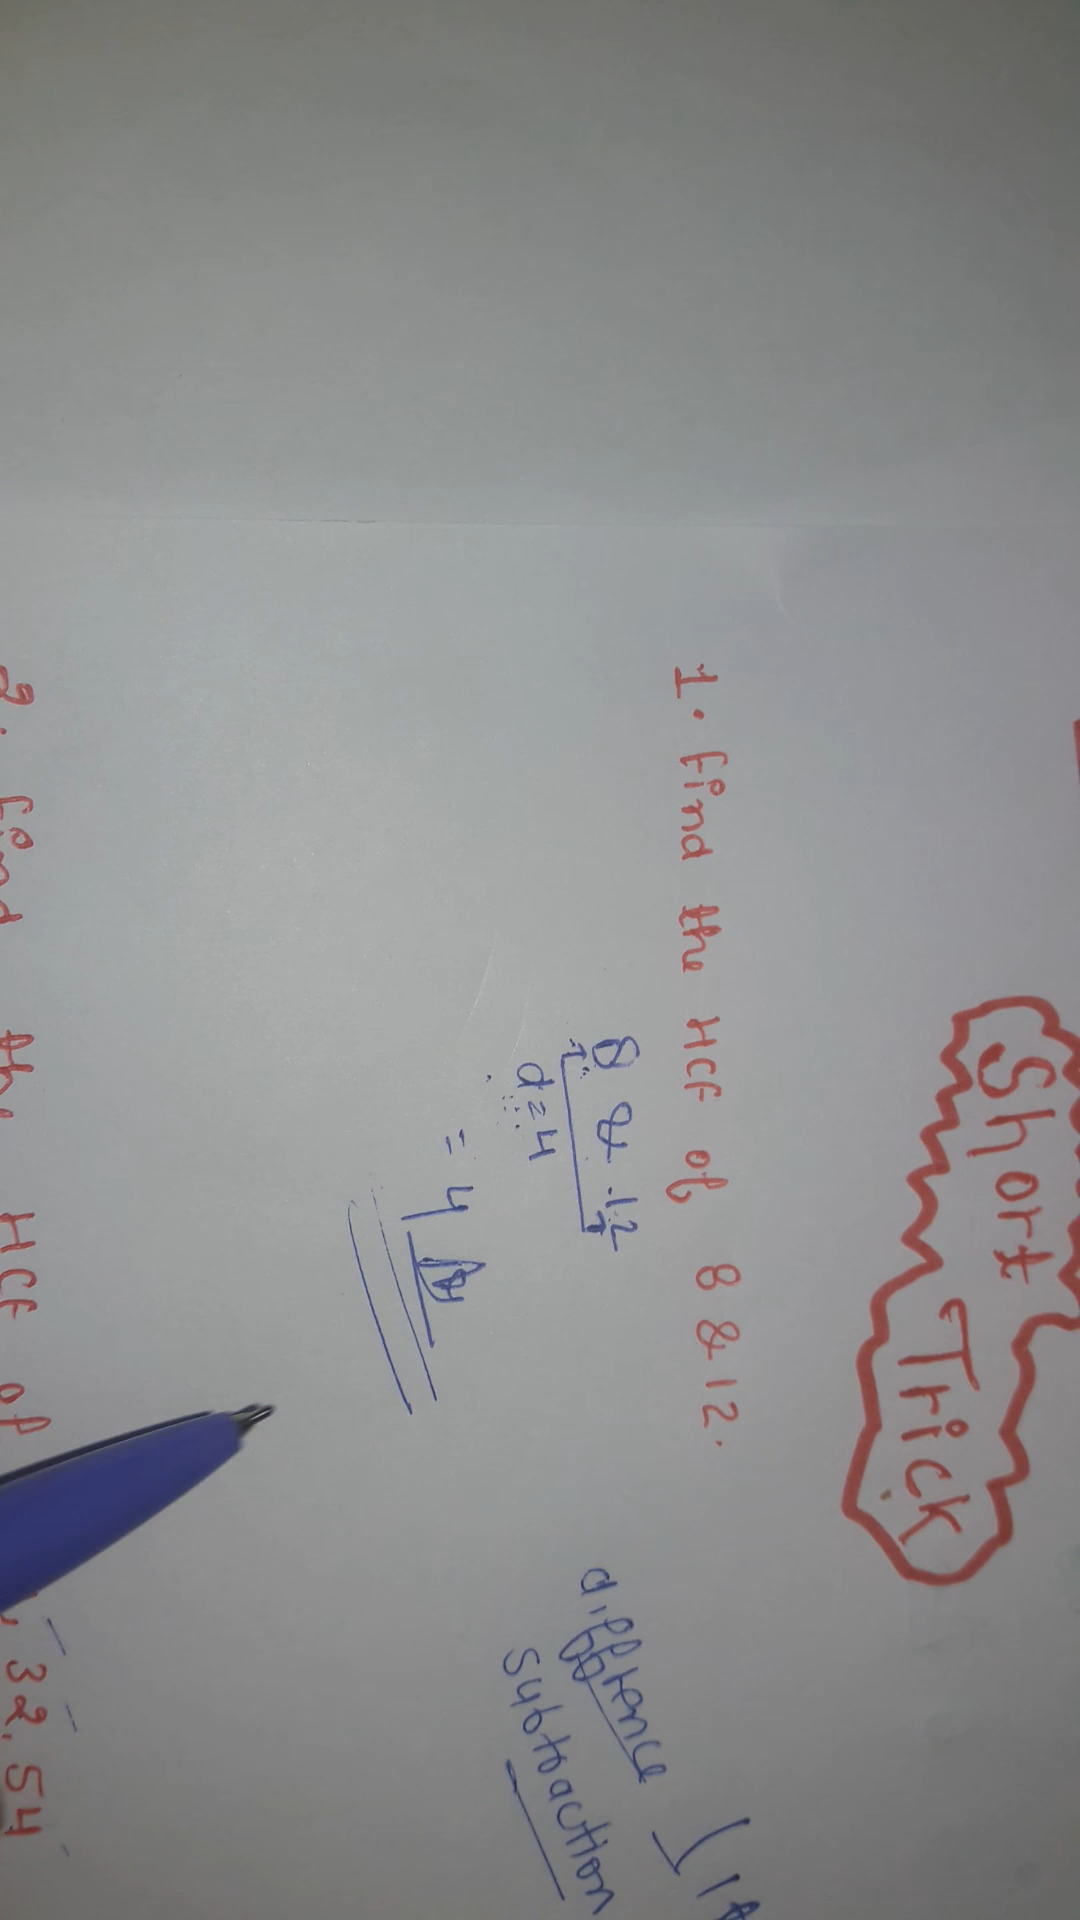 Short Trick
1. Find the HCF of 8 & 12.
8 & 12
d=4
= 4
difference
subtraction
2. Find the HCF of 32, 54